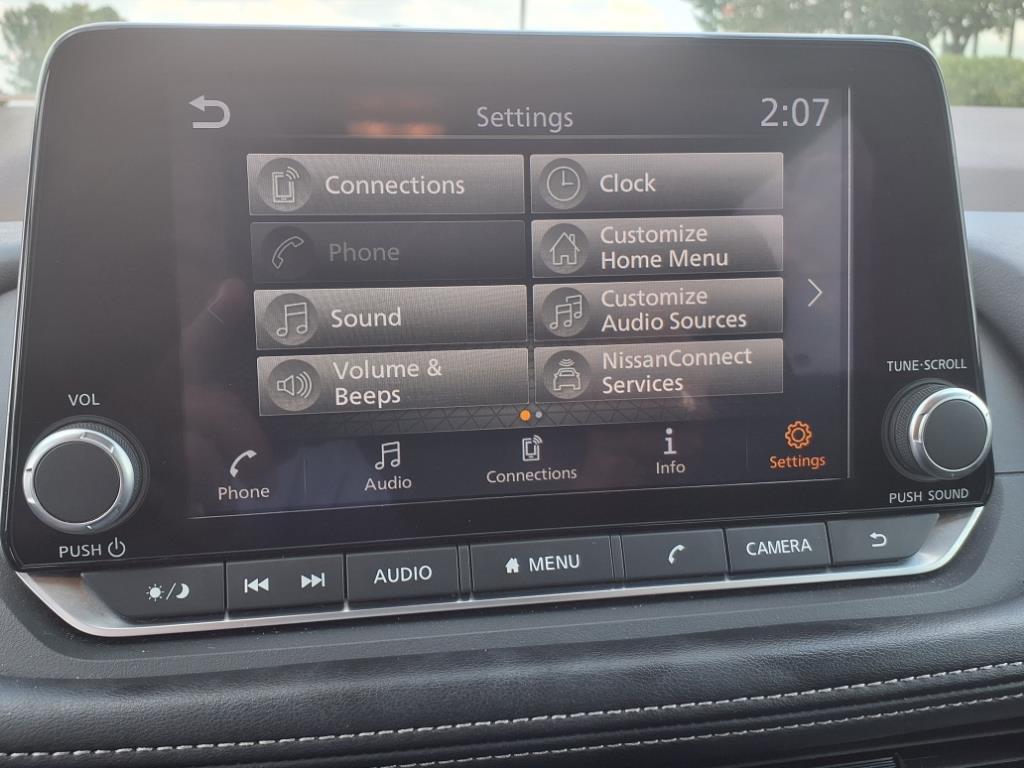 Settings
2:07
Connections
Clock
Phone
Customize
Home Menu
Sound
Customize
Audio Sources
Volume &
Beeps
NissanConnect
Services
VOL
TUNE·SCROLL
Phone
Audio
Connections
Info
Settings
PUSH
PUSH SOUND
AUDIO
MENU
CAMERA